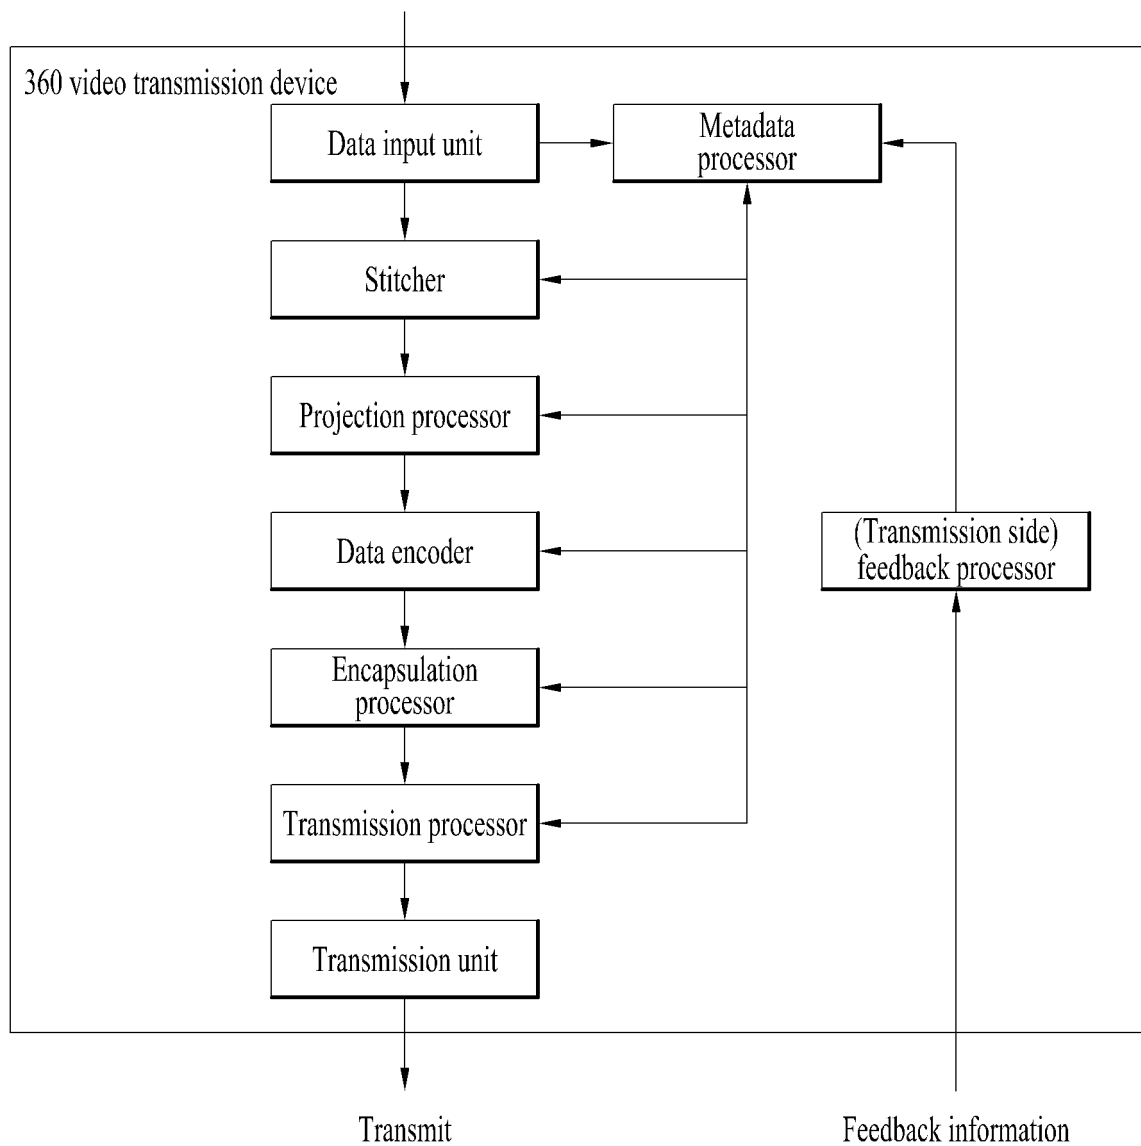 360 video transmission device
Data input unit
Metadata
processor
Stitcher
Projection processor
Data encoder
(Transmission side)
feedback processor
Encapsulation
processor
Transmission processor
Transmission unit
Transmit
Feedback information